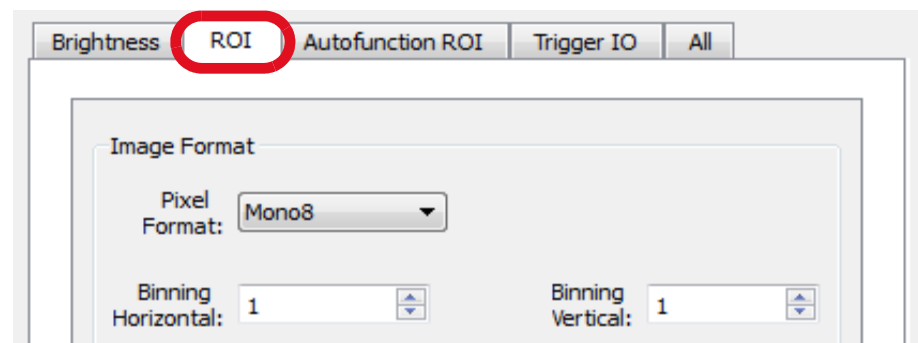 Brightness ROI Autofunction ROI Trigger IO All
Image Format
Pixel
Format: Mono8
Binning Binning
Horizontal: 1 Vertical: 1